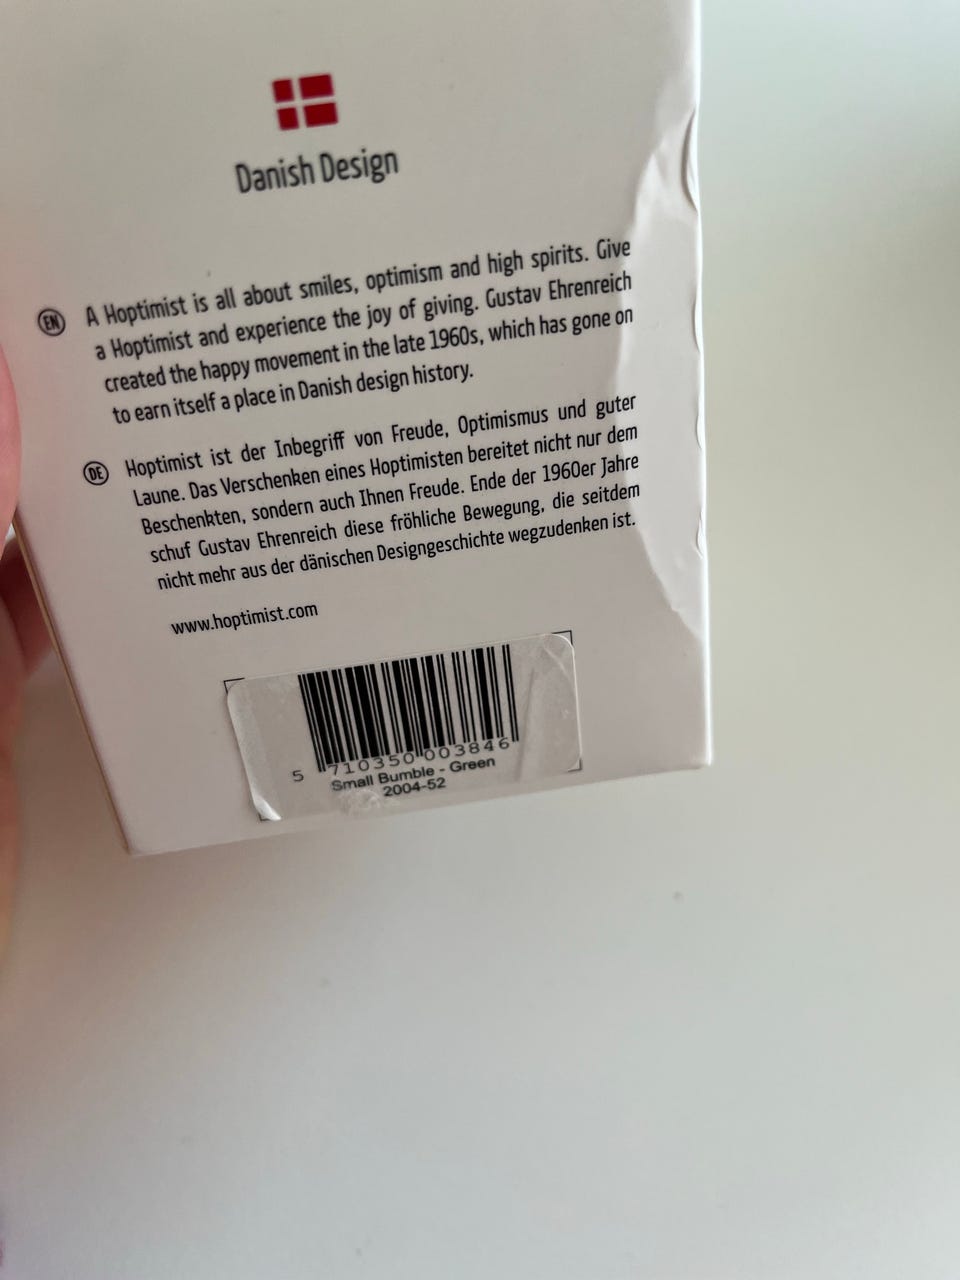 Danish Design
EN
A Hoptimist is all about smiles, optimism and high spirits. Give
a Hoptimist and experience the joy of giving. Gustav Ehrenreich
created the happy movement in the late 1960s, which has gone on
to earn itself a place in Danish design history.
DE
Hoptimist ist der Inbegriff von Freude, Optimismus und guter
Laune. Das Verschenken eines Hoptimisten bereitet nicht nur dem
Beschenkten, sondern auch Ihnen Freude. Ende der 1960er Jahre
schuf Gustav Ehrenreich diese fröhliche Bewegung, die seitdem
nicht mehr aus der dänischen Designgeschichte wegzudenken ist.
www.hoptimist.com
5 710350 003846
Small Bumble - Green
2004-52